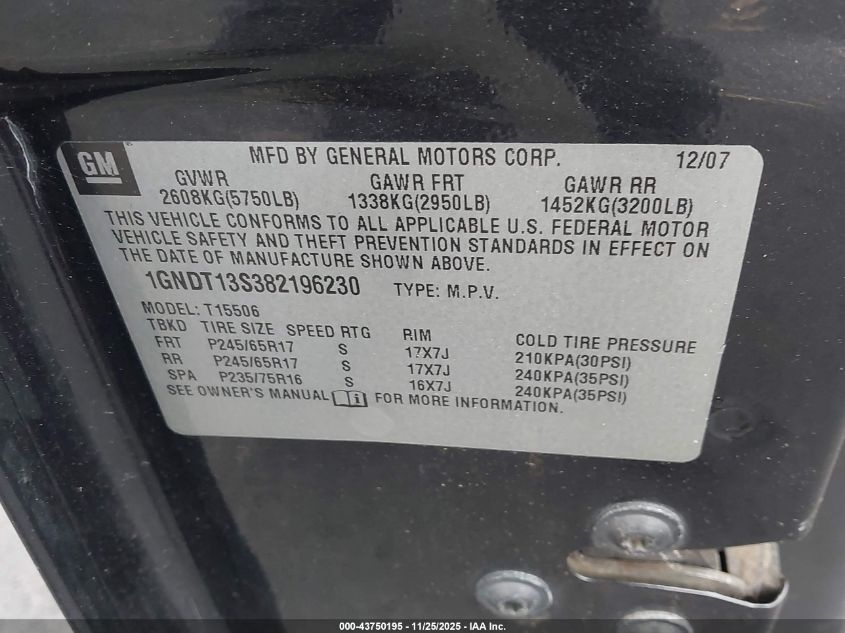 GM
MFD BY GENERAL MOTORS CORP. 12/07
GVWR GAWR FRT GAWR RR
2608KG(5750LB) 1338KG(2950LB) 1452KG(3200LB)
THIS VEHICLE CONFORMS TO ALL APPLICABLE U.S. FEDERAL MOTOR
VEHICLE SAFETY AND THEFT PREVENTION STANDARDS IN EFFECT ON
THE DATE OF MANUFACTURE SHOWN ABOVE.
1GNDT13S382196230 TYPE: M.P.V.
MODEL: T15506
TBKD TIRE SIZE SPEED RTG RIM COLD TIRE PRESSURE
FRT P245/65R17 S 17X7J 210KPA(30PSI)
RR P245/65R17 S 17X7J 240KPA(35PSI)
SPA P235/75R16 S 16X7J 240KPA(35PSI)
SEE OWNER'S MANUAL i FOR MORE INFORMATION.
000-43750195 - 11/25/2025 - IAA Inc.